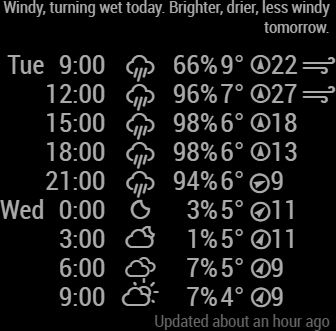 Windy, turning wet today. Brighter, drier, less windy
tomorrow.
Tue 9:00 66% 9° 22
12:00 96% 7° 27
15:00 98% 6° 18
18:00 98% 6° 13
21:00 94% 6° 9
Wed 0:00 3% 5° 11
3:00 1% 5° 11
6:00 7% 5° 9
9:00 7% 4° 9
Updated about an hour ago